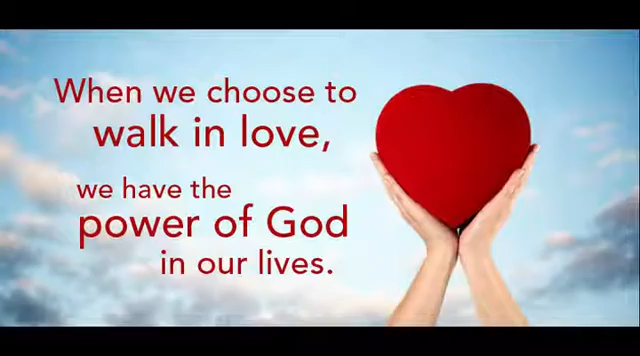 When we choose to
walk in love,
we have the
power of God
in our lives.